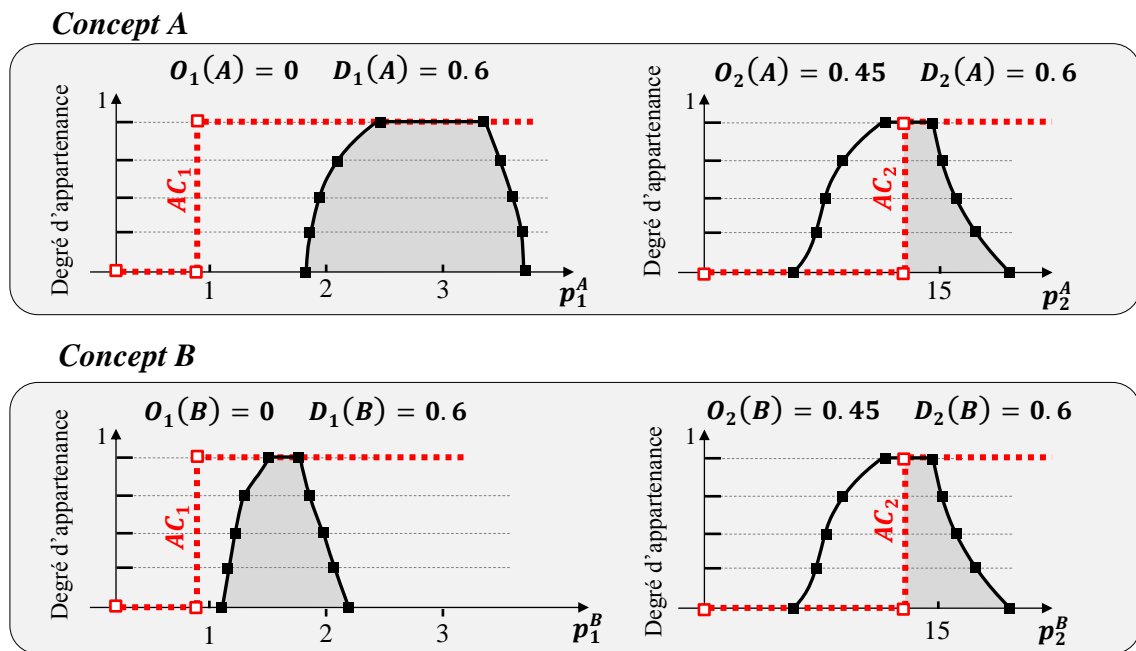 Concept A
O₁(A) = 0 D₁(A) = 0.6
1
Degré d'appartenance
AC₁
1 2 3
p₁ᴬ
O₂(A) = 0.45 D₂(A) = 0.6
1
Degré d'appartenance
AC₂
15
p₂ᴬ
Concept B
O₁(B) = 0 D₁(B) = 0.6
1
Degré d'appartenance
AC₁
1 2 3
p₁ᴮ
O₂(B) = 0.45 D₂(B) = 0.6
1
Degré d'appartenance
AC₂
15
p₂ᴮ